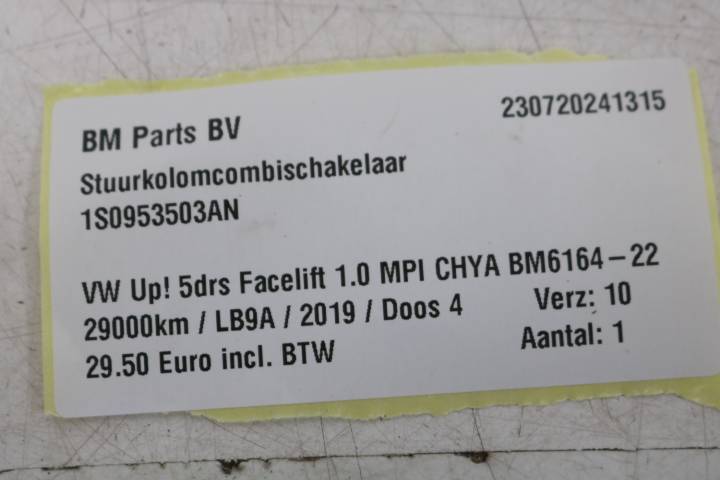 BM Parts BV 230720241315
Stuurkolomcombischakelaar
1S0953503AN
VW Up! 5drs Facelift 1.0 MPI CHYA BM6164-22
29000km / LB9A / 2019 / Doos 4 Verz: 10
29.50 Euro incl. BTW Aantal: 1